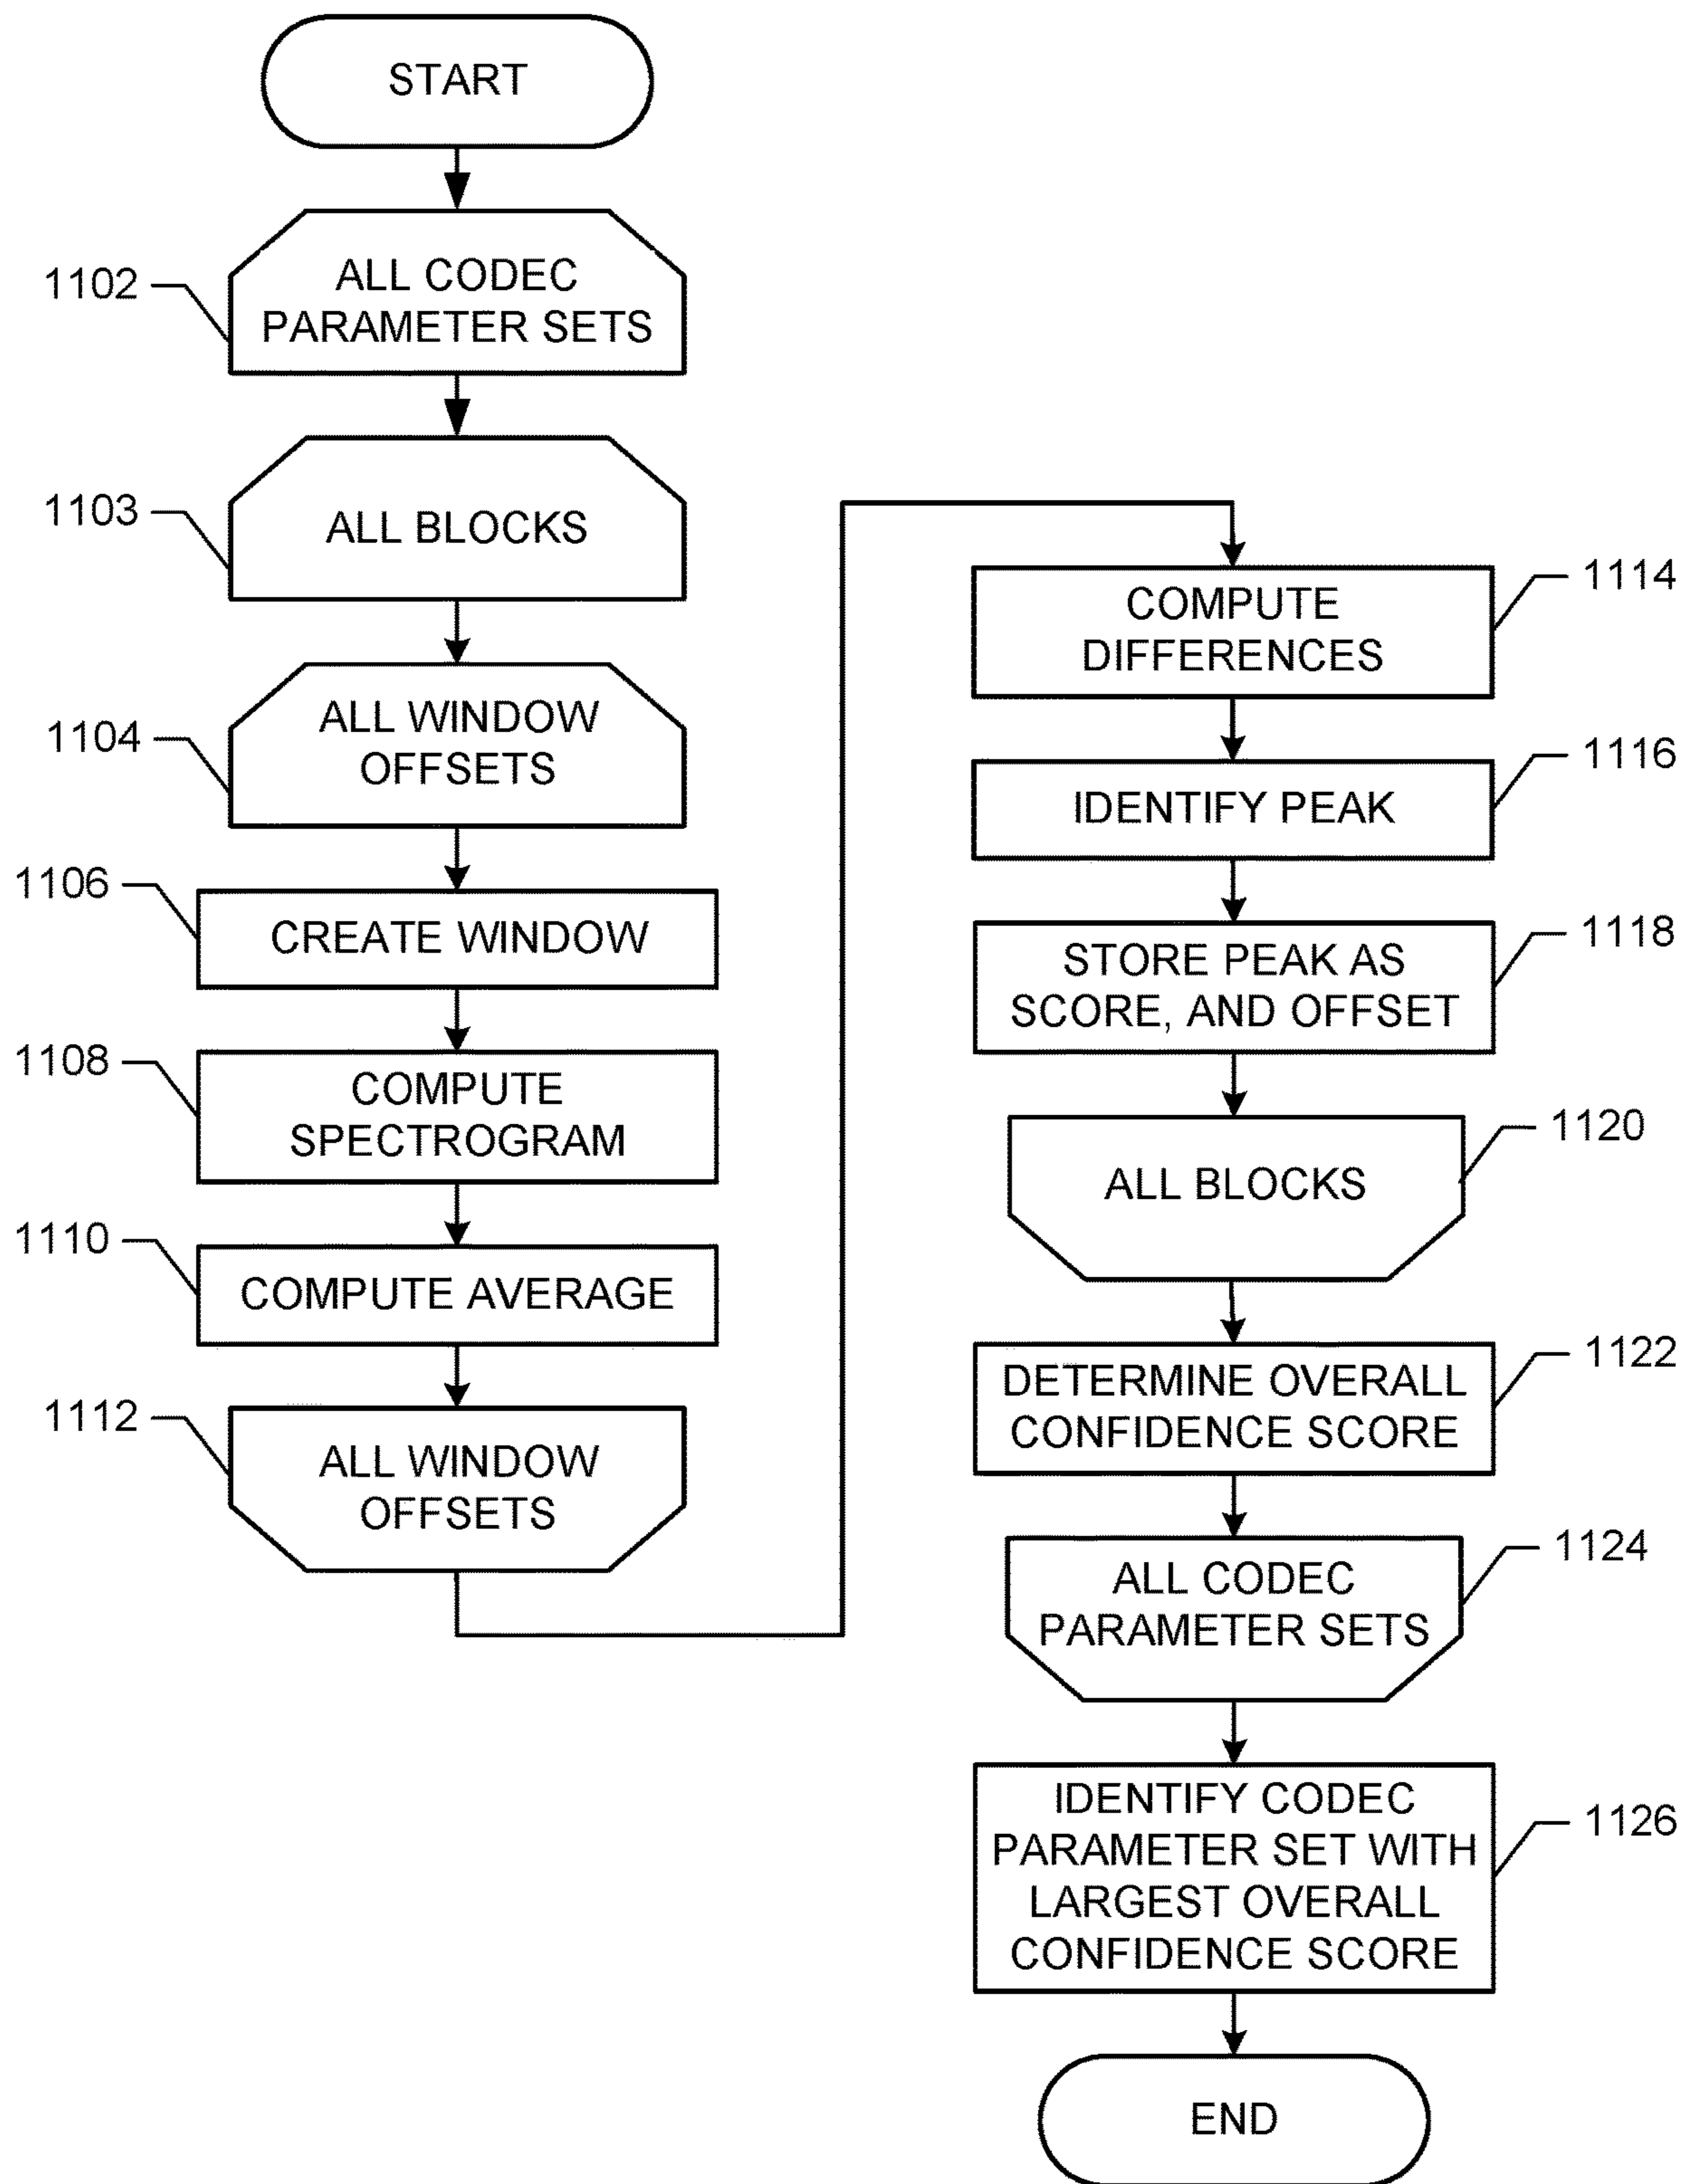 START
1102
ALL CODEC
PARAMETER SETS
1103
ALL BLOCKS
1104
ALL WINDOW
OFFSETS
1106
CREATE WINDOW
1108
COMPUTE
SPECTROGRAM
1110
COMPUTE AVERAGE
1112
ALL WINDOW
OFFSETS
COMPUTE
DIFFERENCES
1114
IDENTIFY PEAK
1116
STORE PEAK AS
SCORE, AND OFFSET
1118
ALL BLOCKS
1120
DETERMINE OVERALL
CONFIDENCE SCORE
1122
ALL CODEC
PARAMETER SETS
1124
IDENTIFY CODEC
PARAMETER SET WITH
LARGEST OVERALL
CONFIDENCE SCORE
1126
END